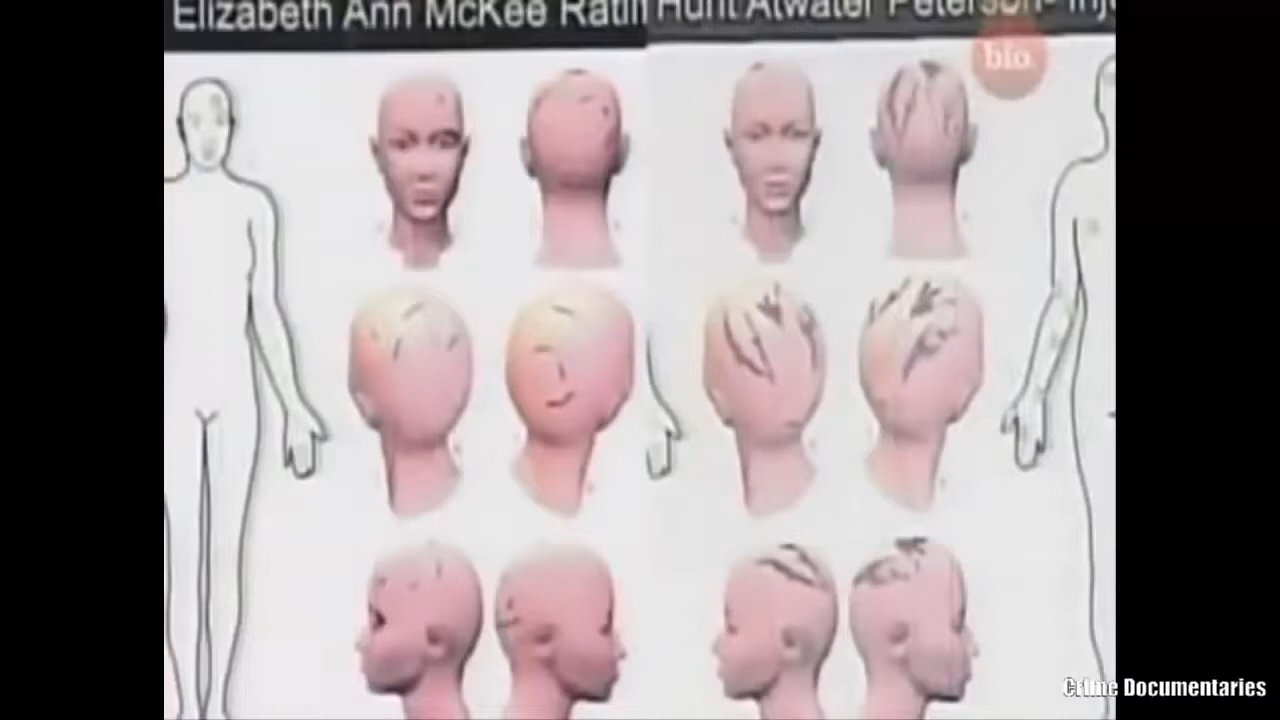 Elizabeth Ann McKee Ratli
Hunt Atwater Peterson- Inj
bio.
Crime Documentaries